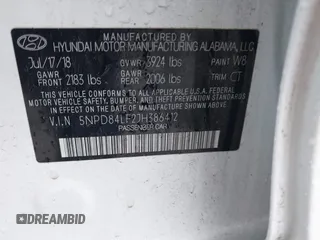 HYUNDAI MOTOR MANUFACTURING ALABAMA, LLC
Jul/17/18 GVWR 3924 lbs PAINT W8
GAWR FRONT 2183 lbs GAWR REAR 2006 lbs TRIM CT
THIS VEHICLE CONFORMS TO ALL APPLICABLE U.S. FEDERAL MOTOR VEHICLE SAFETY, BUMPER, AND THEFT PREVENTION STANDARDS IN EFFECT ON THE DATE OF MANUFACTURE SHOWN ABOVE.
V.I.N 5NPD84LF2JH386412
PASSENGER CAR
DREAMBID